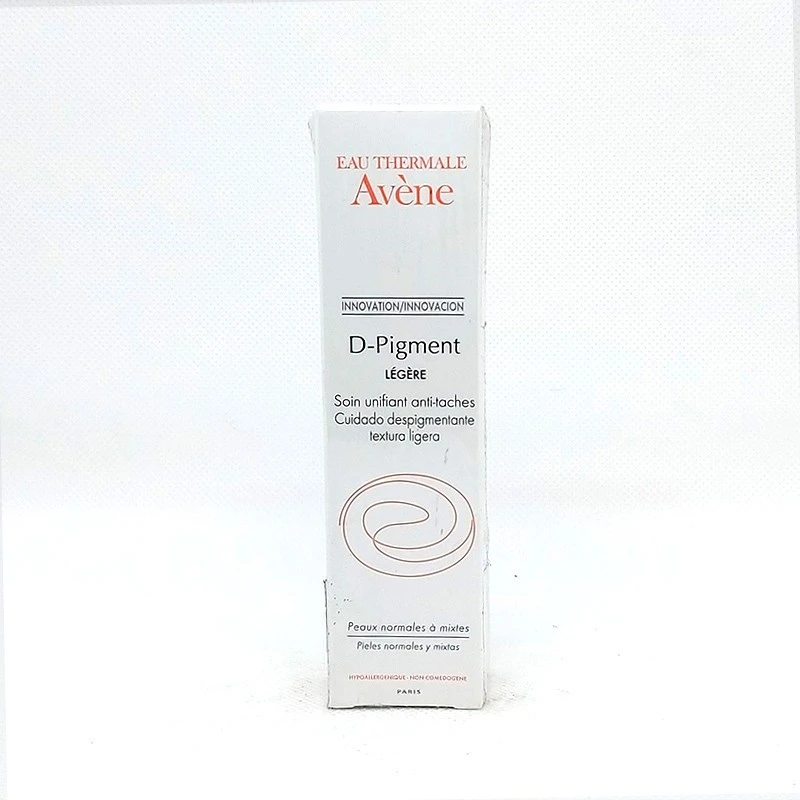 EAU THERMALE
Avène
INNOVATION/INNOVACION
D-Pigment
LÉGÈRE
Soin unifiant anti-taches
Cuidado despigmentante
textura ligera
Peaux normales à mixtes
Pieles normales y mixtas
HYPOALLERGENIQUE - NON COMEDOGENE
PARIS